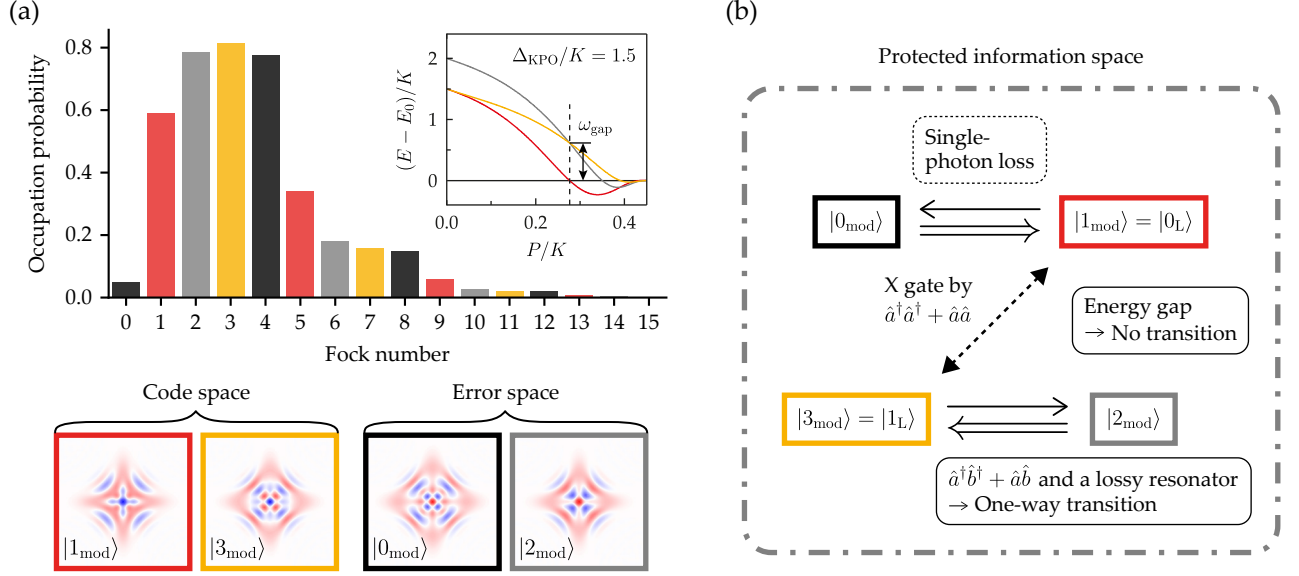 (a)
Occupation probability
0.8
0.6
0.4
0.2
0.0
0 1 2 3 4 5 6 7 8 9 10 11 12 13 14 15
Fock number
(E − E₀)/K
2
1
0
Δ_KPO/K = 1.5
ω_gap
0.0 0.2 0.4
P/K
Code space
Error space
|1_mod⟩
|3_mod⟩
|0_mod⟩
|2_mod⟩
(b)
Protected information space
Single-
photon loss
|0_mod⟩
|1_mod⟩ = |0_L⟩
X gate by
â†â† + ââ
Energy gap
→ No transition
|3_mod⟩ = |1_L⟩
|2_mod⟩
â†b̂† + âb̂ and a lossy resonator
→ One-way transition